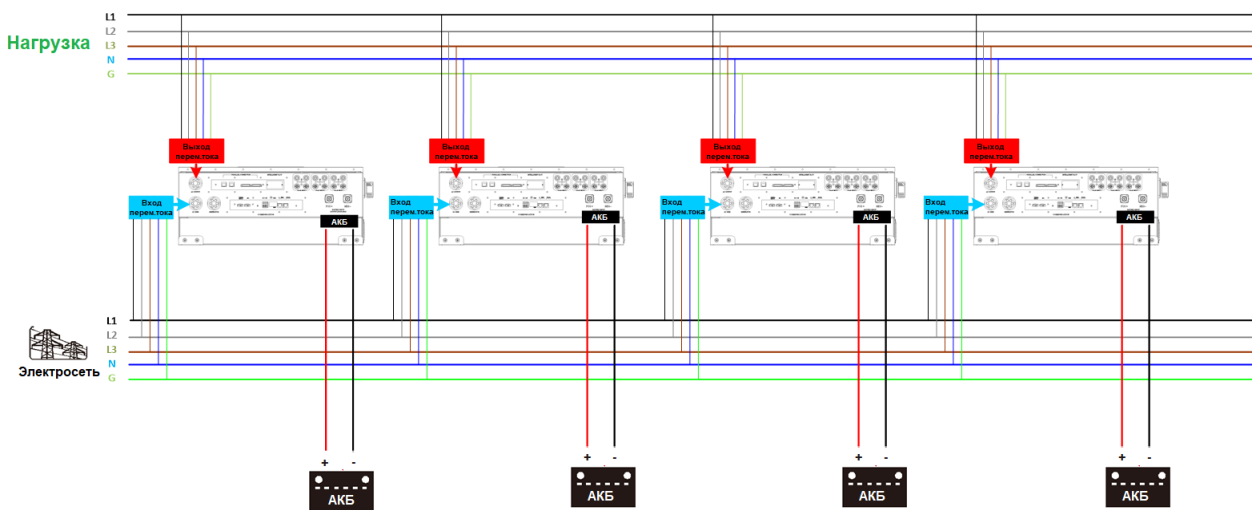 L1
L2
Нагрузка
L3
N
G
Выход
перем.тока
Выход
перем.тока
Выход
перем.тока
Выход
перем.тока
Вход
перем.тока
Вход
перем.тока
Вход
перем.тока
Вход
перем.тока
АКБ
АКБ
АКБ
АКБ
L1
L2
L3
N
Электросеть
G
+ -
+ -
+ -
+ -
АКБ
АКБ
АКБ
АКБ